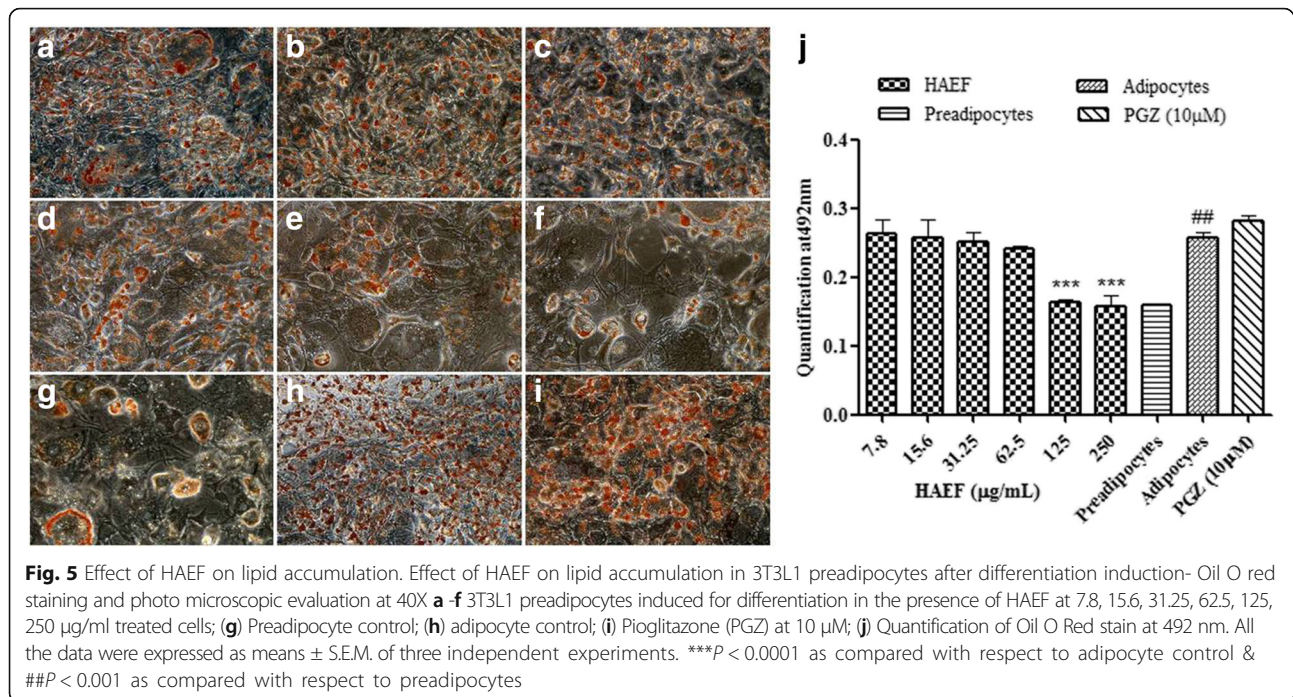 a
b
c
d
e
f
g
h
i
j
HAEF
Adipocytes
Preadipocytes
PGZ (10µM)
Quantification at492nm
0.4
0.3
0.2
0.1
0.0
***
***
##
7.8
15.6
31.25
62.5
125
250
Preadipocytes
Adipocytes
PGZ (10µM)
HAEF (µg/mL)
Fig. 5 Effect of HAEF on lipid accumulation. Effect of HAEF on lipid accumulation in 3T3L1 preadipocytes after differentiation induction- Oil O red
staining and photo microscopic evaluation at 40X a -f 3T3L1 preadipocytes induced for differentiation in the presence of HAEF at 7.8, 15.6, 31.25, 62.5, 125,
250 µg/ml treated cells; (g) Preadipocyte control; (h) adipocyte control; (i) Pioglitazone (PGZ) at 10 µM; (j) Quantification of Oil O Red stain at 492 nm. All
the data were expressed as means ± S.E.M. of three independent experiments. ***P < 0.0001 as compared with respect to adipocyte control &
##P < 0.001 as compared with respect to preadipocytes